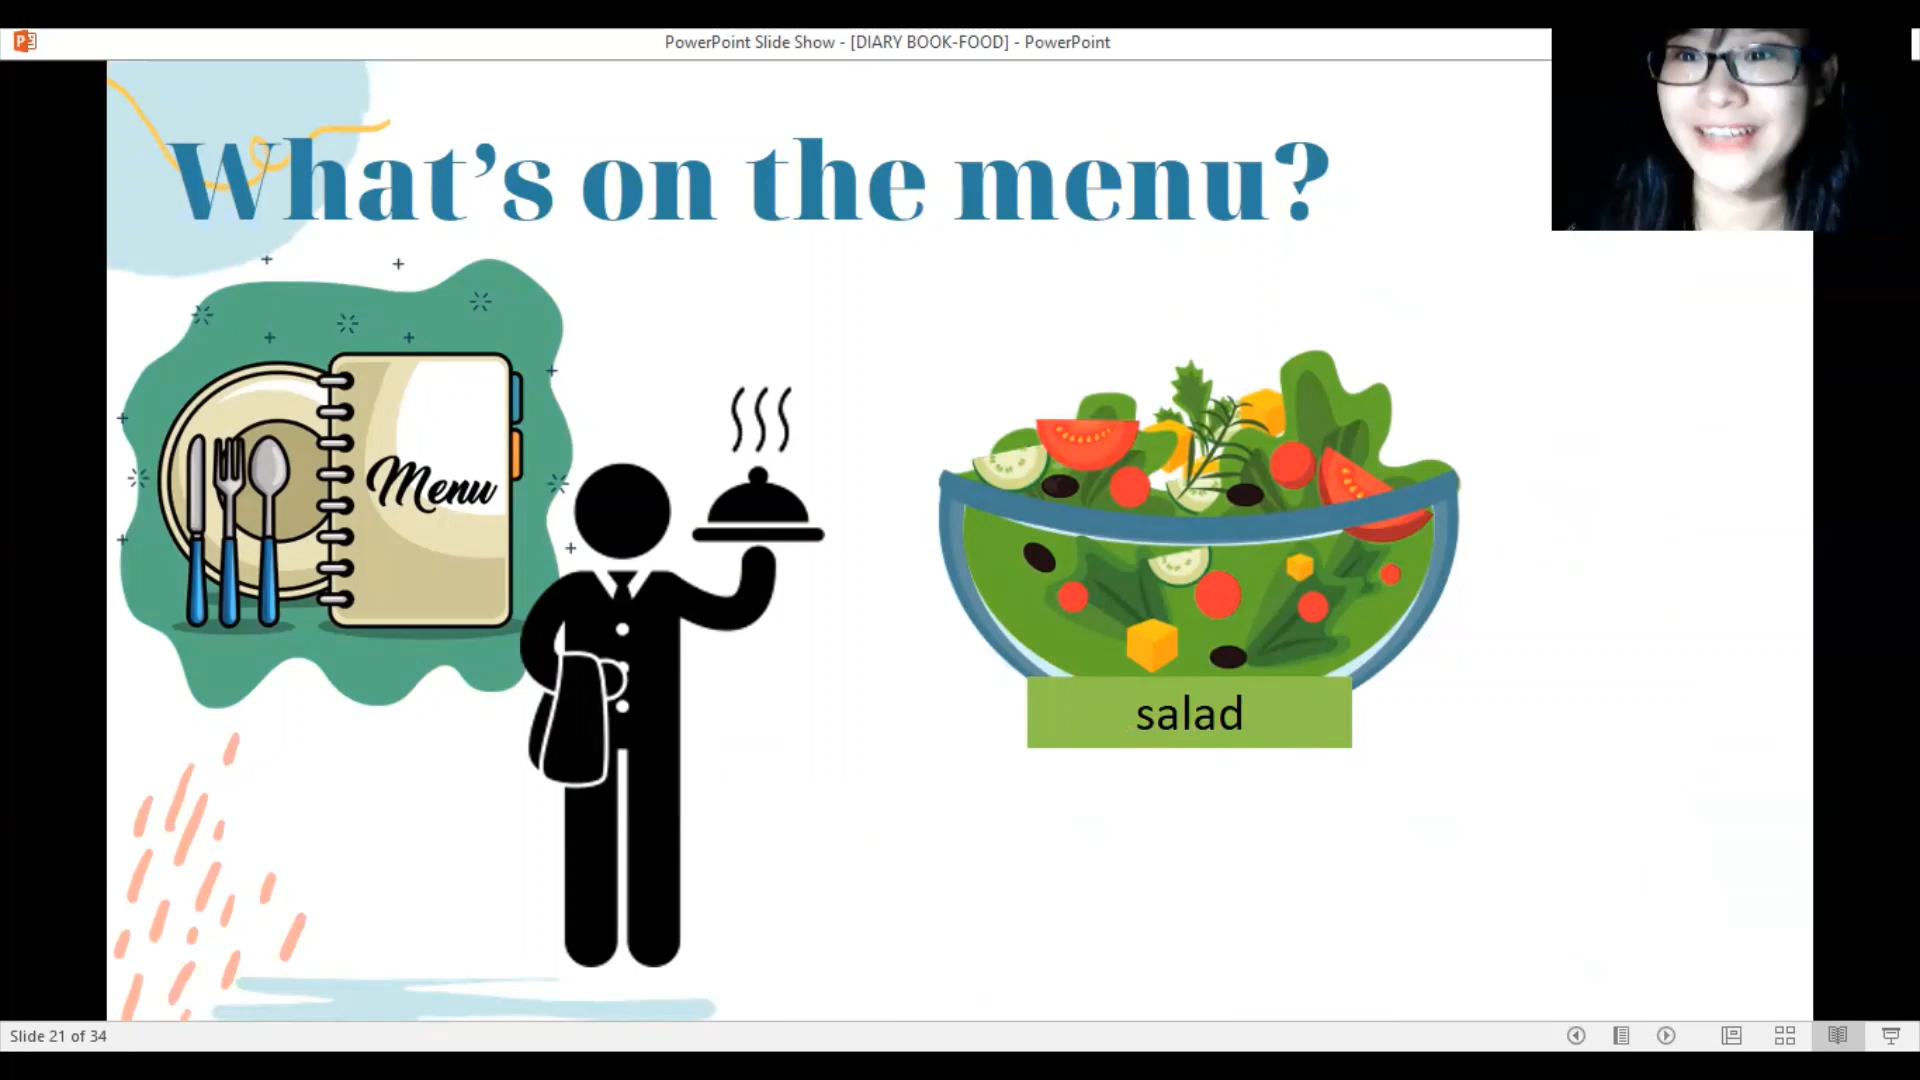 PowerPoint Slide Show - [DIARY BOOK-FOOD] - PowerPoint
What's on the menu?
Menu
salad
Slide 21 of 34